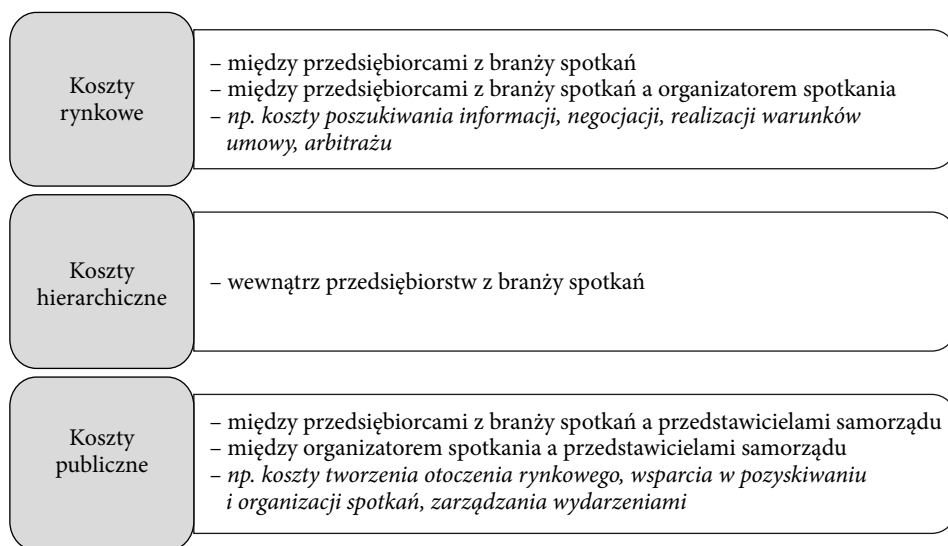 Koszty
rynkowe
– między przedsiębiorcami z branży spotkań
– między przedsiębiorcami z branży spotkań a organizatorem spotkania
– np. koszty poszukiwania informacji, negocjacji, realizacji warunków
umowy, arbitrażu
Koszty
hierarchiczne
– wewnątrz przedsiębiorstw z branży spotkań
Koszty
publiczne
– między przedsiębiorcami z branży spotkań a przedstawicielami samorządu
– między organizatorem spotkania a przedstawicielami samorządu
– np. koszty tworzenia otoczenia rynkowego, wsparcia w pozyskiwaniu
i organizacji spotkań, zarządzania wydarzeniami